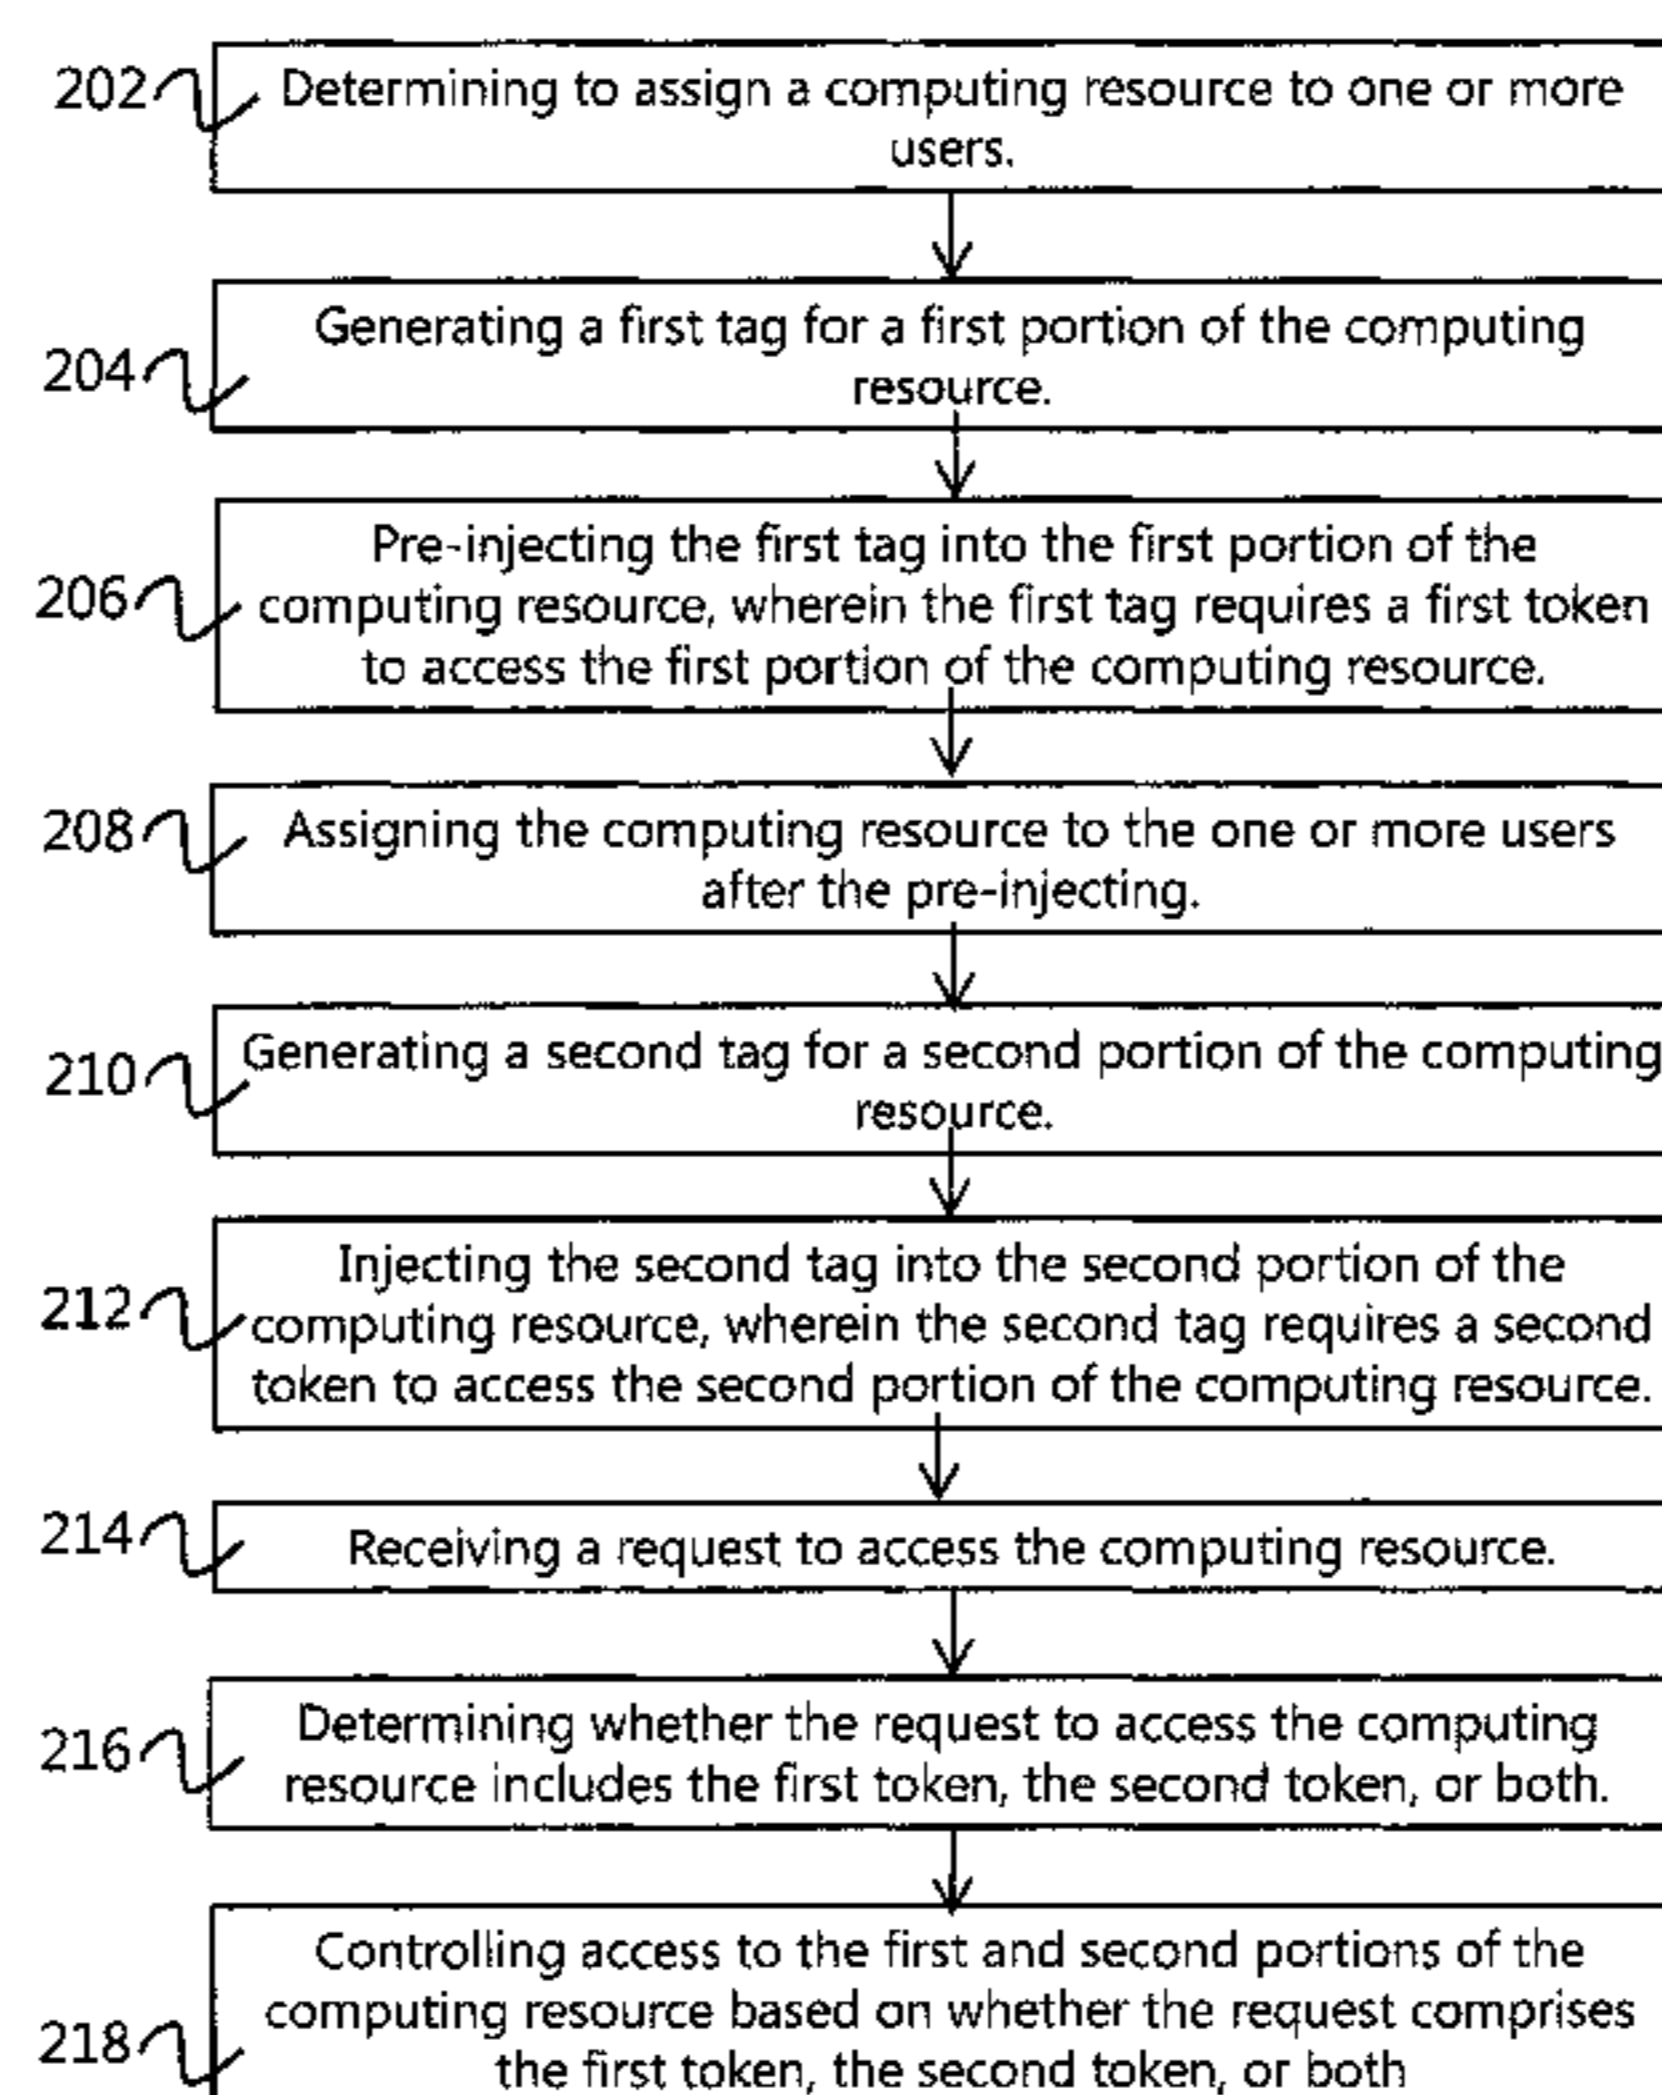 202
Determining to assign a computing resource to one or more
users.
204
Generating a first tag for a first portion of the computing
resource.
206
Pre-injecting the first tag into the first portion of the
computing resource, wherein the first tag requires a first token
to access the first portion of the computing resource.
208
Assigning the computing resource to the one or more users
after the pre-injecting.
210
Generating a second tag for a second portion of the computing
resource.
212
Injecting the second tag into the second portion of the
computing resource, wherein the second tag requires a second
token to access the second portion of the computing resource.
214
Receiving a request to access the computing resource.
216
Determining whether the request to access the computing
resource includes the first token, the second token, or both.
218
Controlling access to the first and second portions of the
computing resource based on whether the request comprises
the first token, the second token, or both